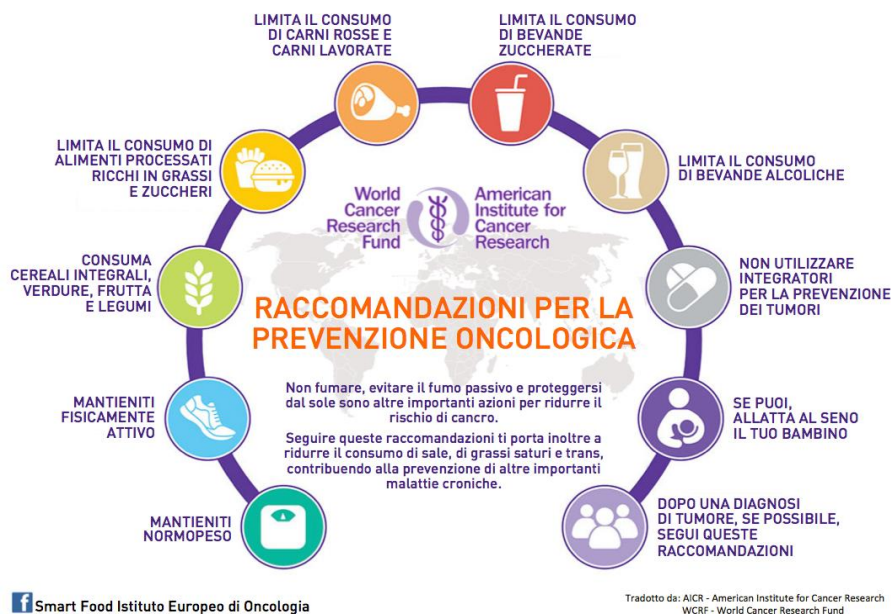 LIMITA IL CONSUMO
DI CARNI ROSSE E
CARNI LAVORATE
LIMITA IL CONSUMO
DI BEVANDE
ZUCCHERATE
LIMITA IL CONSUMO DI
ALIMENTI PROCESSATI
RICCHI IN GRASSI
E ZUCCHERI
LIMITA IL CONSUMO
DI BEVANDE ALCOLICHE
World
Cancer
Research
Fund
American
Institute for
Cancer
Research
CONSUMA
CEREALI INTEGRALI,
VERDURE, FRUTTA
E LEGUMI
NON UTILIZZARE
INTEGRATORI
PER LA PREVENZIONE
DEI TUMORI
RACCOMANDAZIONI PER LA
PREVENZIONE ONCOLOGICA
Non fumare, evitare il fumo passivo e proteggersi
dal sole sono altre importanti azioni per ridurre il
rischio di cancro.
Seguire queste raccomandazioni ti porta inoltre a
ridurre il consumo di sale, di grassi saturi e trans,
contribuendo alla prevenzione di altre importanti
malattie croniche.
MANTIENITI
FISICAMENTE
ATTIVO
SE PUOI,
ALLATTA AL SENO
IL TUO BAMBINO
MANTIENITI
NORMOPESO
DOPO UNA DIAGNOSI
DI TUMORE, SE POSSIBILE,
SEGUI QUESTE
RACCOMANDAZIONI
f Smart Food Istituto Europeo di Oncologia
Tradotto da: AICR - American Institute for Cancer Research
WCRF - World Cancer Research Fund